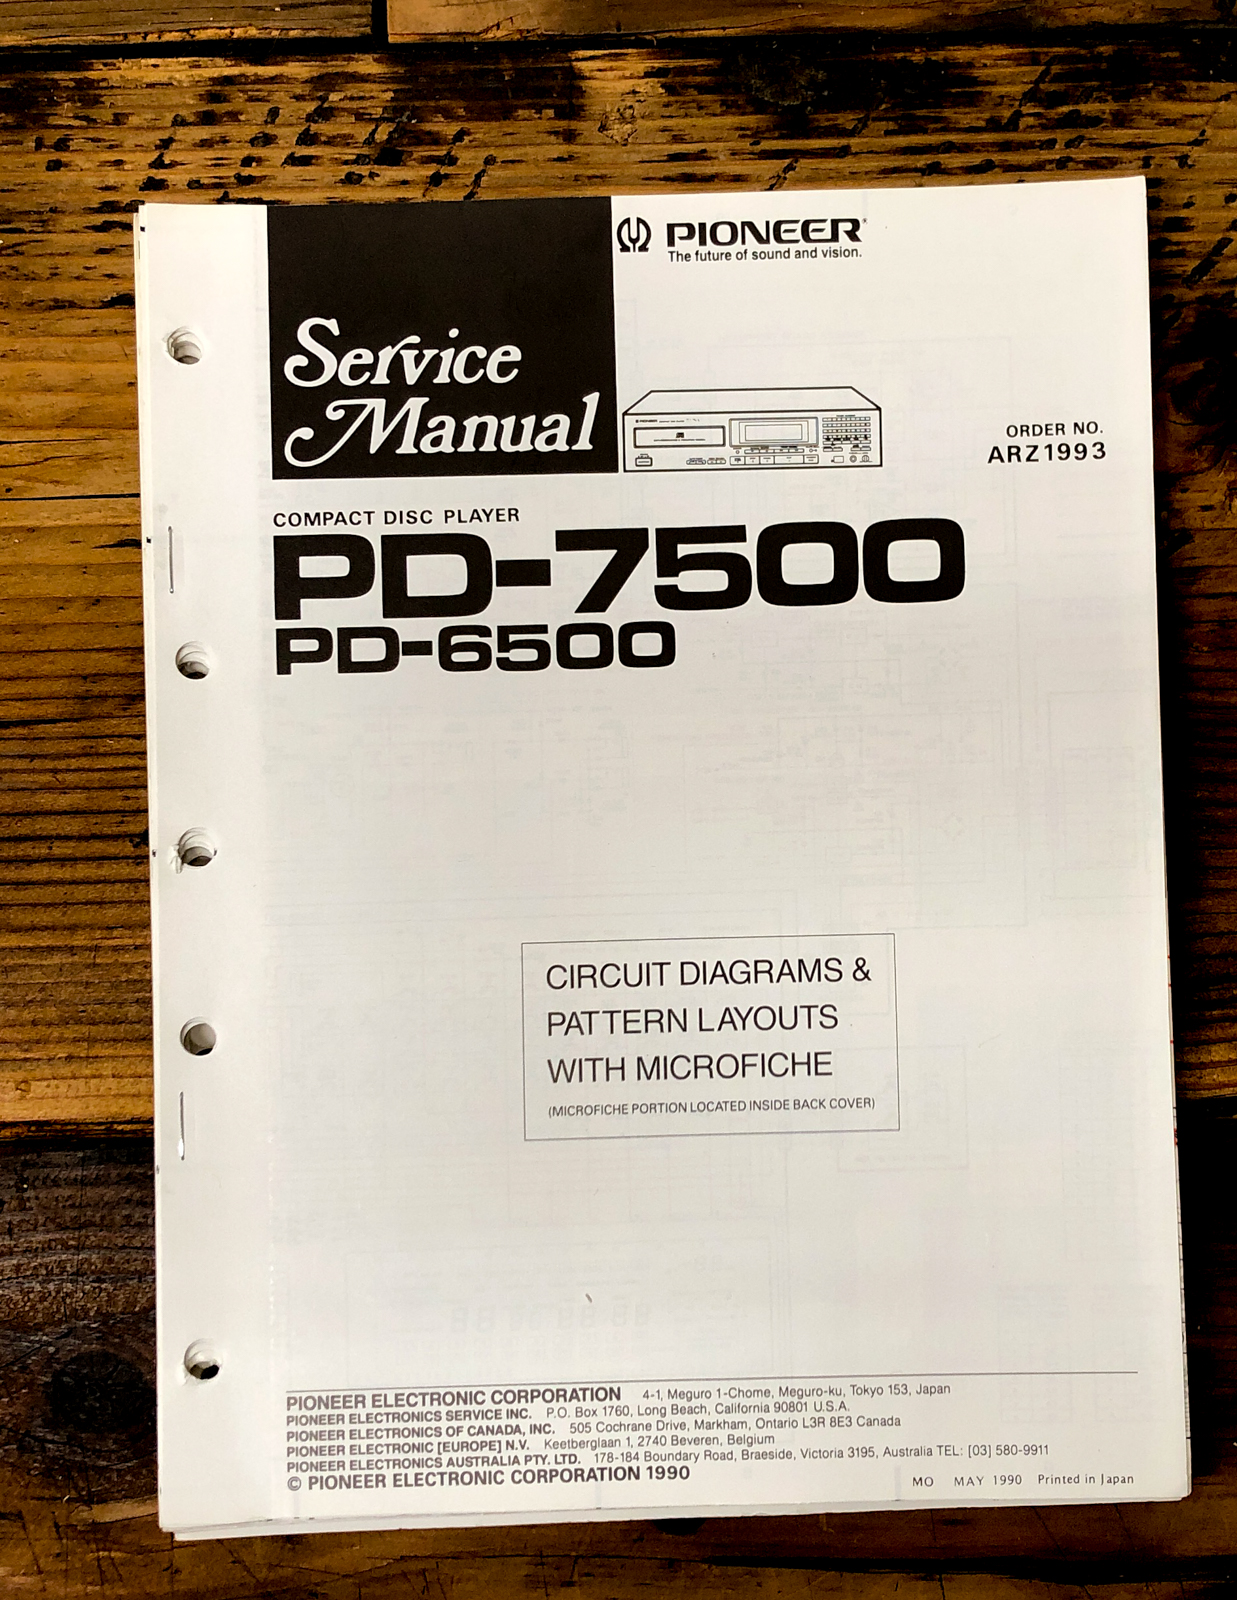 PIONEER
The future of sound and vision.
Service
Manual
PIONEER
ORDER NO.
ARZ1993
COMPACT DISC PLAYER
PD-7500
PD-6500
CIRCUIT DIAGRAMS &
PATTERN LAYOUTS
WITH MICROFICHE
(MICROFICHE PORTION LOCATED INSIDE BACK COVER)
PIONEER ELECTRONIC CORPORATION 4-1, Meguro 1-Chome, Meguro-ku, Tokyo 153, Japan
PIONEER ELECTRONICS SERVICE INC. P.O. Box 1760, Long Beach, California 90801 U.S.A.
PIONEER ELECTRONICS OF CANADA, INC. 505 Cochrane Drive, Markham, Ontario L3R 8E3 Canada
PIONEER ELECTRONIC [EUROPE] N.V. Keetberglaan 1, 2740 Beveren, Belgium
PIONEER ELECTRONICS AUSTRALIA PTY. LTD. 178-184 Boundary Road, Braeside, Victoria 3195, Australia TEL: [03] 580-9911
© PIONEER ELECTRONIC CORPORATION 1990
MO MAY 1990 Printed in Japan